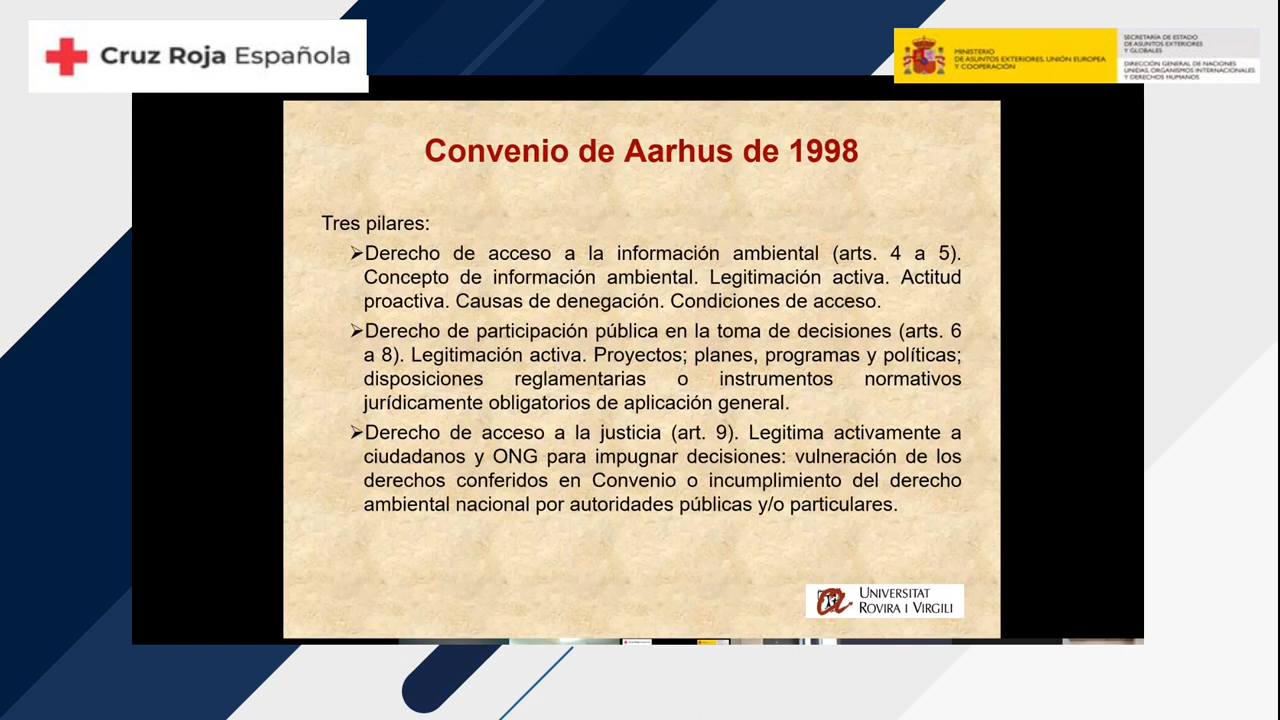 Cruz Roja Española
MINISTERIO
DE ASUNTOS EXTERIORES, UNIÓN EUROPEA
Y COOPERACIÓN
SECRETARÍA DE ESTADO
DE ASUNTOS EXTERIORES
Y GLOBALES
DIRECCIÓN GENERAL DE NACIONES
UNIDAS, ORGANISMOS INTERNACIONALES
Y DERECHOS HUMANOS
Convenio de Aarhus de 1998
Tres pilares:
➢Derecho de acceso a la información ambiental (arts. 4 a 5).
Concepto de información ambiental. Legitimación activa. Actitud
proactiva. Causas de denegación. Condiciones de acceso.
➢Derecho de participación pública en la toma de decisiones (arts. 6
a 8). Legitimación activa. Proyectos; planes, programas y políticas;
disposiciones reglamentarias o instrumentos normativos
jurídicamente obligatorios de aplicación general.
➢Derecho de acceso a la justicia (art. 9). Legitima activamente a
ciudadanos y ONG para impugnar decisiones: vulneración de los
derechos conferidos en Convenio o incumplimiento del derecho
ambiental nacional por autoridades públicas y/o particulares.
UNIVERSITAT
ROVIRA I VIRGILI